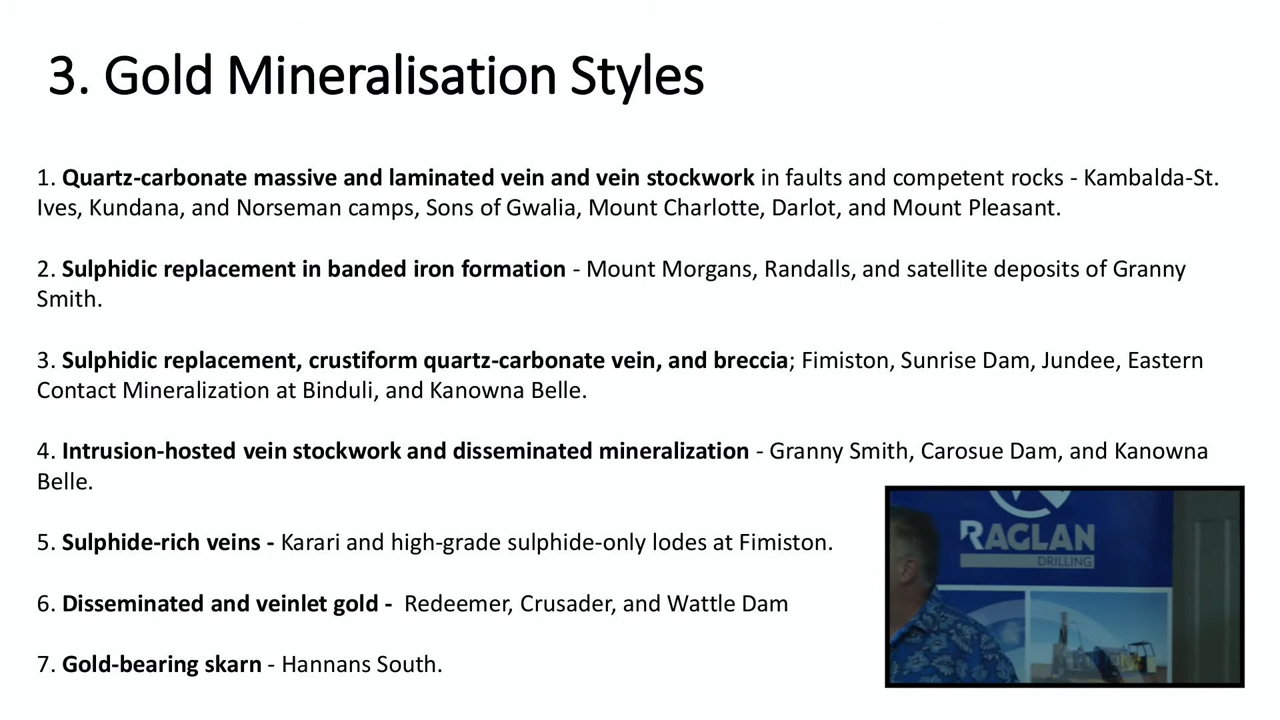 3. Gold Mineralisation Styles
1. Quartz-carbonate massive and laminated vein and vein stockwork in faults and competent rocks - Kambalda-St.
Ives, Kundana, and Norseman camps, Sons of Gwalia, Mount Charlotte, Darlot, and Mount Pleasant.
2. Sulphidic replacement in banded iron formation - Mount Morgans, Randalls, and satellite deposits of Granny
Smith.
3. Sulphidic replacement, crustiform quartz-carbonate vein, and breccia; Fimiston, Sunrise Dam, Jundee, Eastern
Contact Mineralization at Binduli, and Kanowna Belle.
4. Intrusion-hosted vein stockwork and disseminated mineralization - Granny Smith, Carosue Dam, and Kanowna
Belle.
5. Sulphide-rich veins - Karari and high-grade sulphide-only lodes at Fimiston.
6. Disseminated and veinlet gold - Redeemer, Crusader, and Wattle Dam
7. Gold-bearing skarn - Hannans South.
RAGLAN
DRILLING